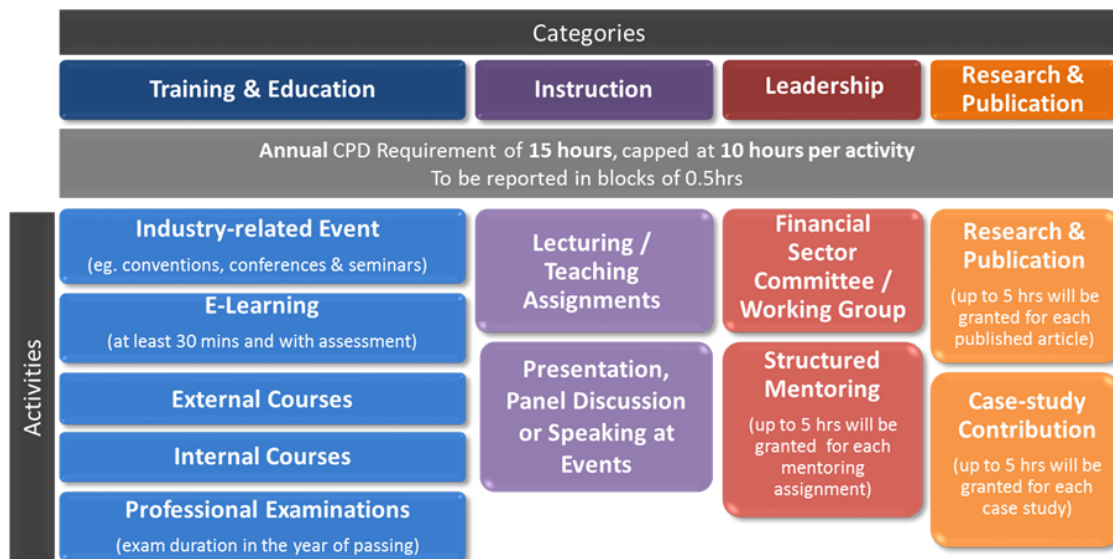 Categories
Training & Education
Instruction
Leadership
Research &
Publication
Annual CPD Requirement of 15 hours, capped at 10 hours per activity
To be reported in blocks of 0.5hrs
Activities
Industry-related Event
(eg. conventions, conferences & seminars)
E-Learning
(at least 30 mins and with assessment)
External Courses
Internal Courses
Professional Examinations
(exam duration in the year of passing)
Lecturing /
Teaching
Assignments
Presentation,
Panel Discussion
or Speaking at
Events
Financial
Sector
Committee /
Working Group
Structured
Mentoring
(up to 5 hrs will be
granted for each
mentoring
assignment)
Research &
Publication
(up to 5 hrs will be
granted for each
published article)
Case-study
Contribution
(up to 5 hrs will be
granted for each
case study)